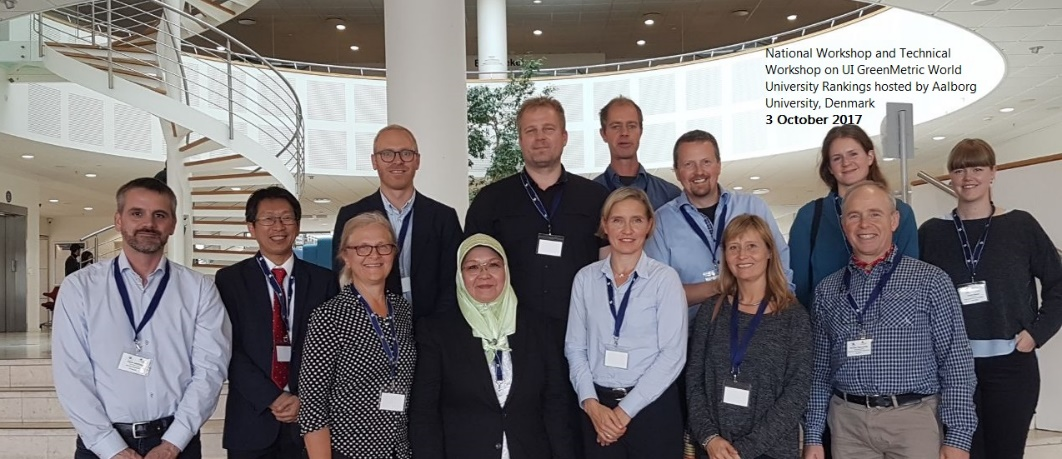 National Workshop and Technical
Workshop on UI GreenMetric World
University Rankings hosted by Aalborg
University, Denmark
3 October 2017